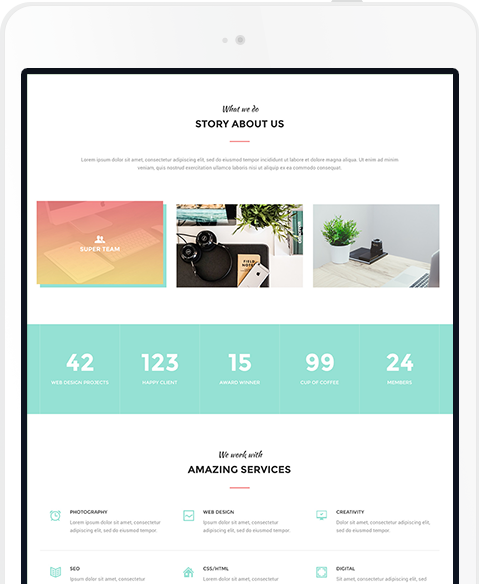 What we do
STORY ABOUT US
Lorem ipsum dolor sit amet, consectetur adipiscing elit, sed do eiusmod tempor incididunt ut labore et dolore magna aliqua. Ut enim ad minim
veniam, quis nostrud exercitation ullamco laboris nisi ut aliquip ex ea commodo consequat.
SUPER TEAM
FIELD NOTES
42
123
15
99
24
WEB DESIGN PROJECTS
HAPPY CLIENT
AWARD WINNER
CUP OF COFFEE
MEMBERS
We work with
AMAZING SERVICES
PHOTOGRAPHY
Lorem ipsum dolor sit amet, consectetur
adipiscing elit, sed do eiusmod tempor.
WEB DESIGN
Ipsum dolor sit amet, consectetur
adipiscing elit, sed do eiusmod tempor.
CREATIVITY
Dolor sit amet, consectetur adipiscing elit,
sed do eiusmod tempor.
SEO
Ipsum dolor sit amet, consectetur
CSS/HTML
Lorem ipsum dolor sit amet, consectetur
DIGITAL
Sit amet, consectetur adipiscing elit, sed